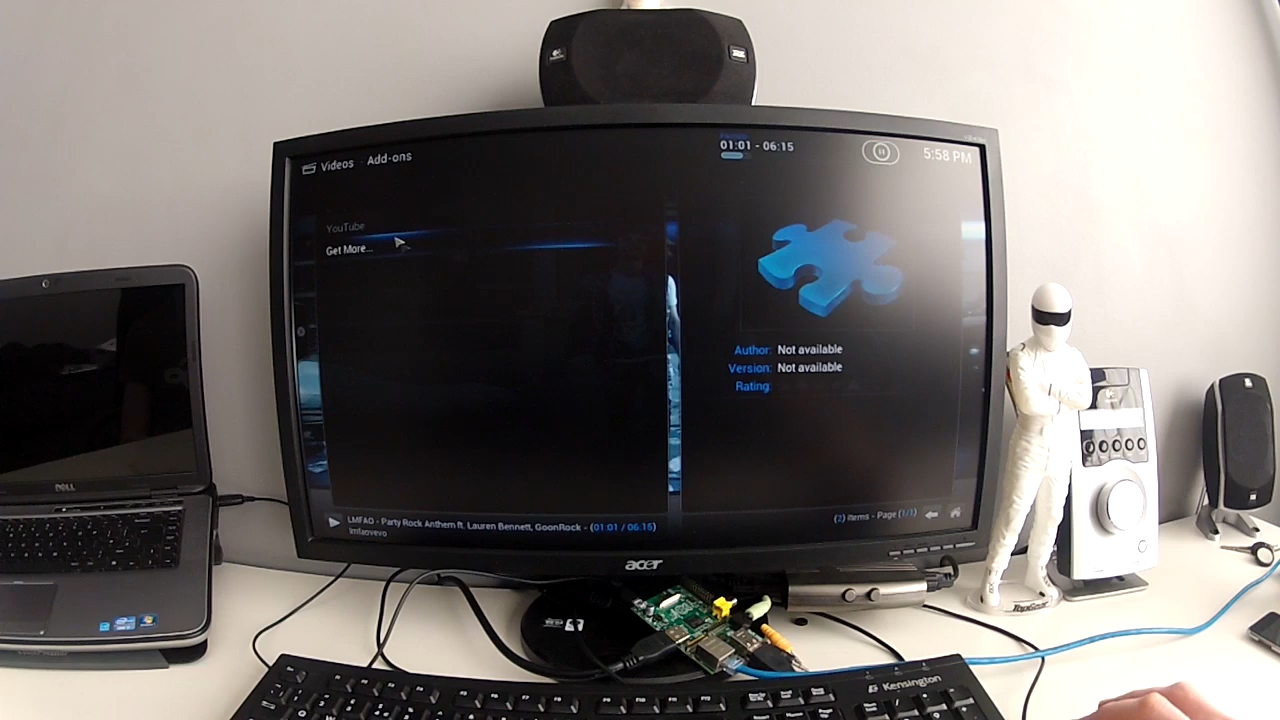 Videos Add-ons
01:01 - 06:15
5:58 PM
YouTube
Get More...
Author: Not available
Version: Not available
Rating:
LMFAO - Party Rock Anthem ft. Lauren Bennett, GoonRock - (01:01 / 06:15)
lmfaovevo
(2) Items - Page (1/1)
acer
DELL
TopGear
Kensington